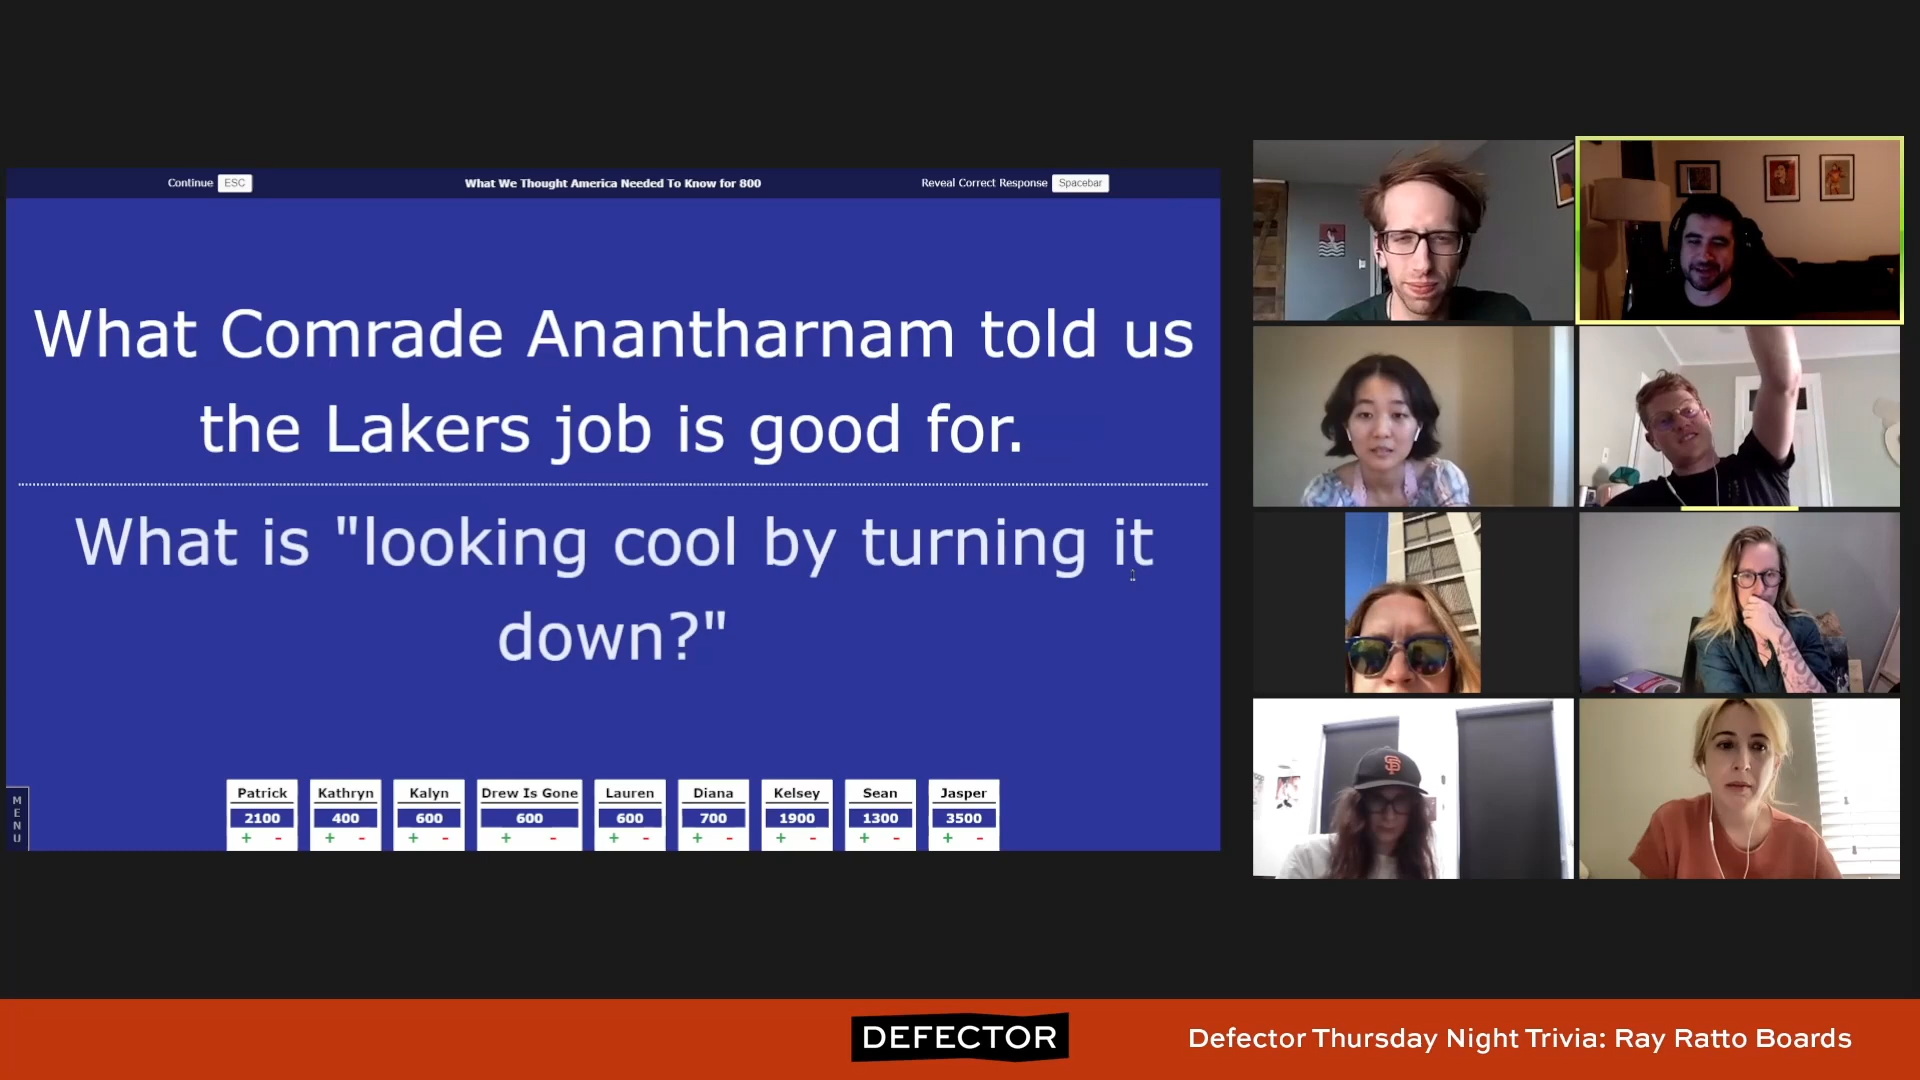 Continue ESC
What We Thought America Needed To Know for 800
Reveal Correct Response Spacebar
What Comrade Anantharnam told us
the Lakers job is good for.
What is "looking cool by turning it
down?"
MENU
Patrick Kathryn Kalyn Drew Is Gone Lauren Diana Kelsey Sean Jasper
2100 400 600 600 600 700 1900 1300 3500
+ - + - + - + - + - + - + - + - + -
SF
DEFECTOR
Defector Thursday Night Trivia: Ray Ratto Boards